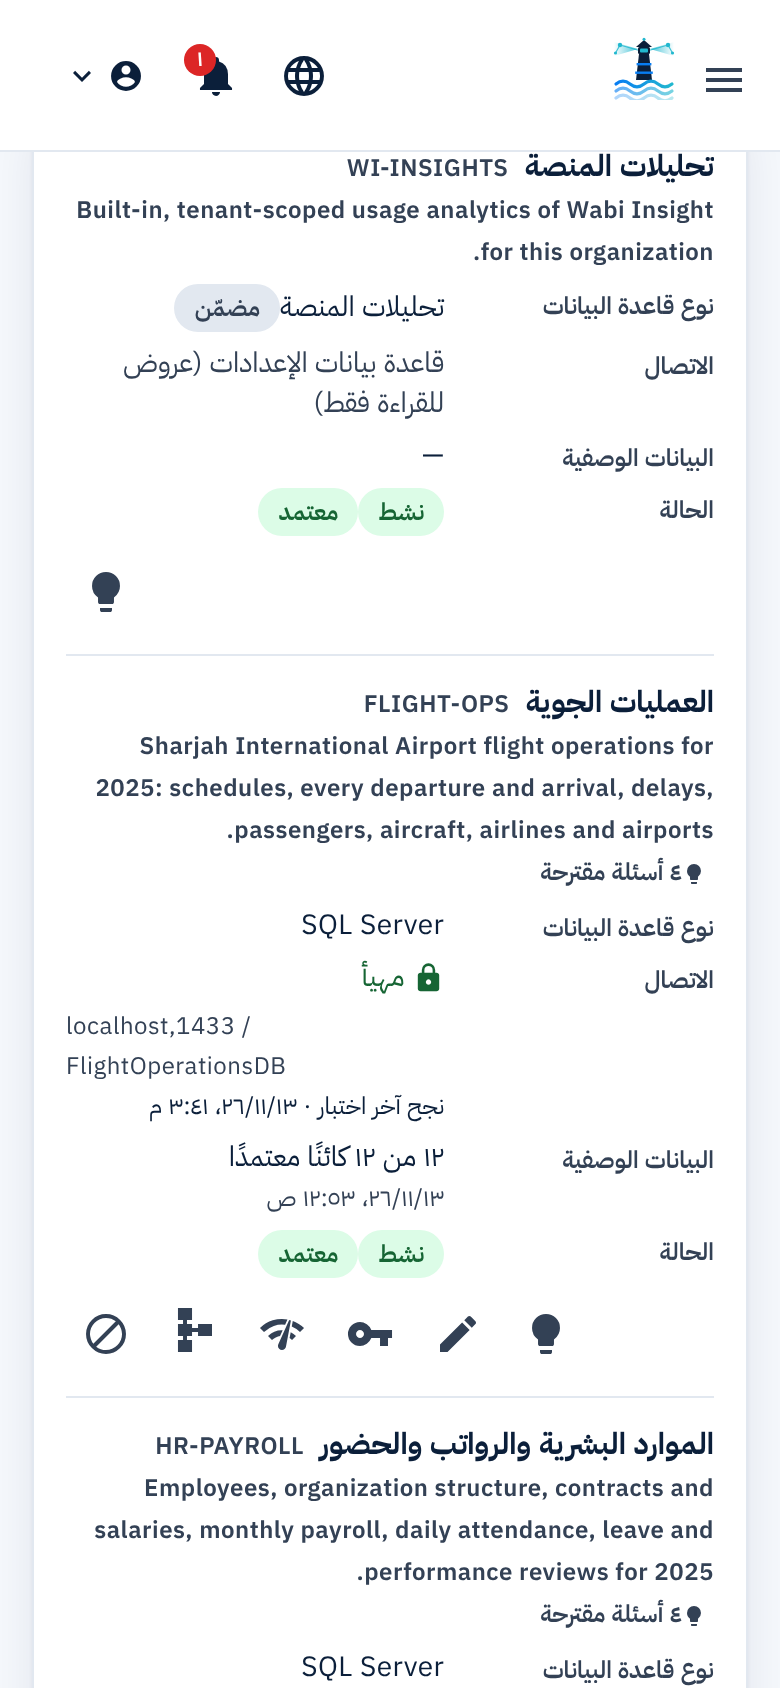 ١
تحليلات المنصة WI-INSIGHTS
Built-in, tenant-scoped usage analytics of Wabi Insight
for this organization.
نوع قاعدة البيانات
تحليلات المنصة مضمّن
الاتصال
قاعدة بيانات الإعدادات (عروض
للقراءة فقط)
البيانات الوصفية
—
الحالة
نشط معتمد
العمليات الجوية FLIGHT-OPS
Sharjah International Airport flight operations for
2025: schedules, every departure and arrival, delays,
passengers, aircraft, airlines and airports.
٤ أسئلة مقترحة
نوع قاعدة البيانات
SQL Server
الاتصال
مهيأ
localhost,1433 /
FlightOperationsDB
نجح آخر اختبار · ٢٦/١١/١٣، ٣:٤١ م
البيانات الوصفية
١٢ من ١٢ كائنًا معتمدًا
٢٦/١١/١٣، ١٢:٥٣ ص
الحالة
نشط معتمد
الموارد البشرية والرواتب والحضور HR-PAYROLL
Employees, organization structure, contracts and
salaries, monthly payroll, daily attendance, leave and
performance reviews for 2025.
٤ أسئلة مقترحة
نوع قاعدة البيانات
SQL Server